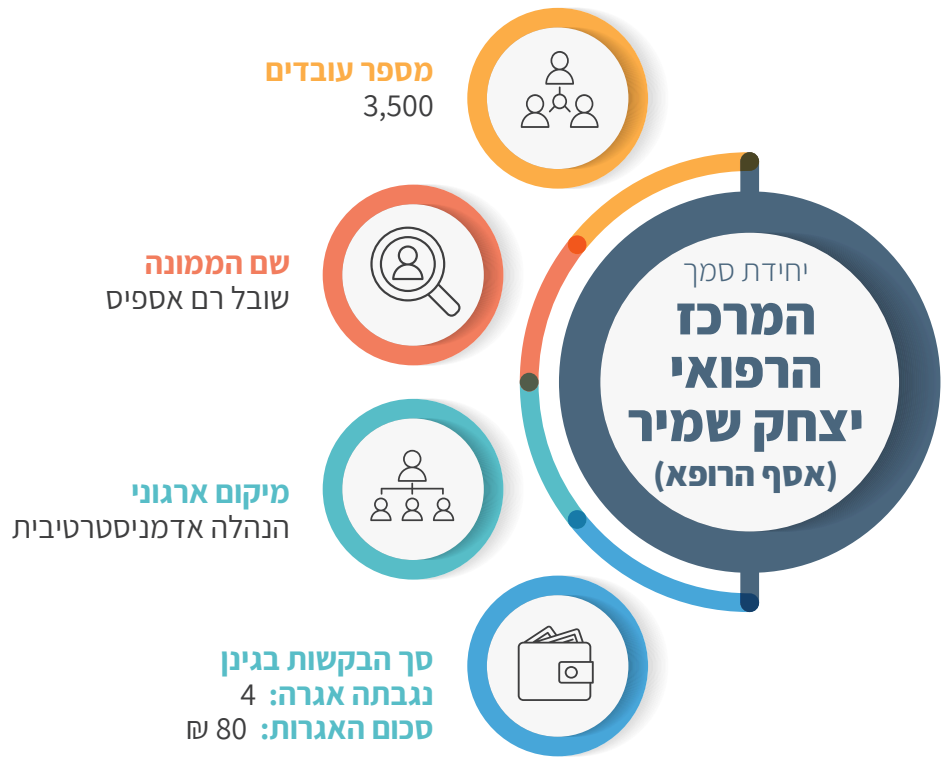 יחידת סמך
המרכז
הרפואי
יצחק שמיר
(אסף הרופא)
מספר עובדים
3,500
שם הממונה
שובל רם אספיס
מיקום ארגוני
הנהלה אדמניסטרטיבית
סך הבקשות בגינן
נגבתה אגרה: 4
סכום האגרות: 80 ₪